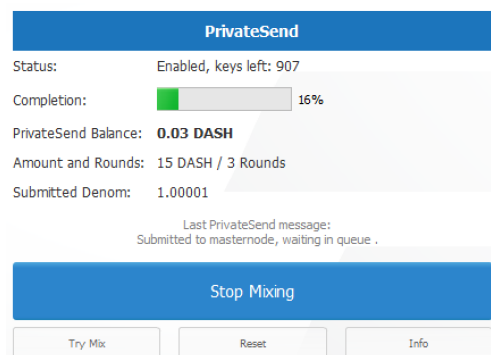 PrivateSend
Status: Enabled, keys left: 907
Completion: 16%
PrivateSend Balance: 0.03 DASH
Amount and Rounds: 15 DASH / 3 Rounds
Submitted Denom: 1.00001
Last PrivateSend message:
Submitted to masternode, waiting in queue .
Stop Mixing
Try Mix Reset Info